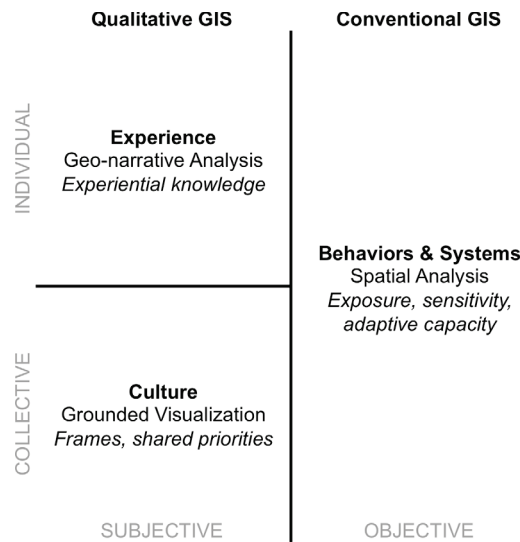 Qualitative GIS
Conventional GIS
INDIVIDUAL
Experience
Geo-narrative Analysis
Experiential knowledge
Behaviors & Systems
Spatial Analysis
Exposure, sensitivity,
adaptive capacity
COLLECTIVE
Culture
Grounded Visualization
Frames, shared priorities
SUBJECTIVE
OBJECTIVE